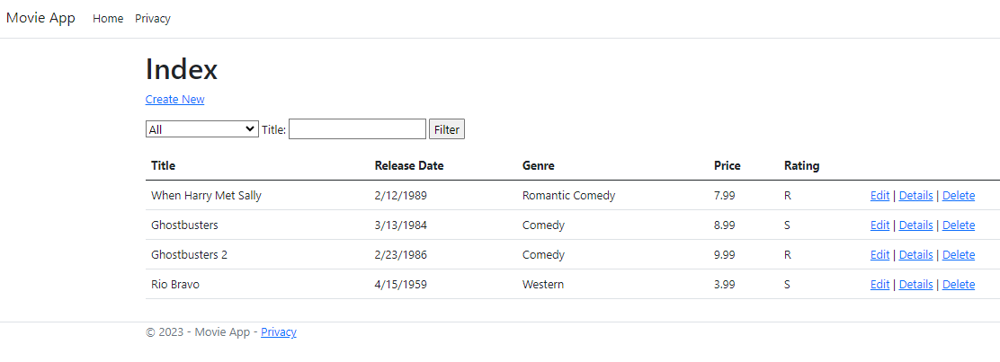 Movie App Home Privacy
Index
Create New
All Title: Filter
Title Release Date Genre Price Rating
When Harry Met Sally 2/12/1989 Romantic Comedy 7.99 R Edit | Details | Delete
Ghostbusters 3/13/1984 Comedy 8.99 S Edit | Details | Delete
Ghostbusters 2 2/23/1986 Comedy 9.99 R Edit | Details | Delete
Rio Bravo 4/15/1959 Western 3.99 S Edit | Details | Delete
© 2023 - Movie App - Privacy